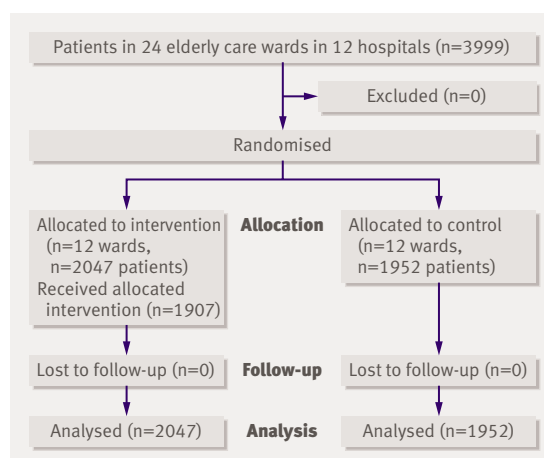 Patients in 24 elderly care wards in 12 hospitals (n=3999)
Excluded (n=0)
Randomised
Allocated to intervention
(n=12 wards,
n=2047 patients)
Received allocated
intervention (n=1907)
Allocation
Allocated to control
(n=12 wards,
n=1952 patients)
Lost to follow-up (n=0)
Follow-up
Lost to follow-up (n=0)
Analysed (n=2047)
Analysis
Analysed (n=1952)